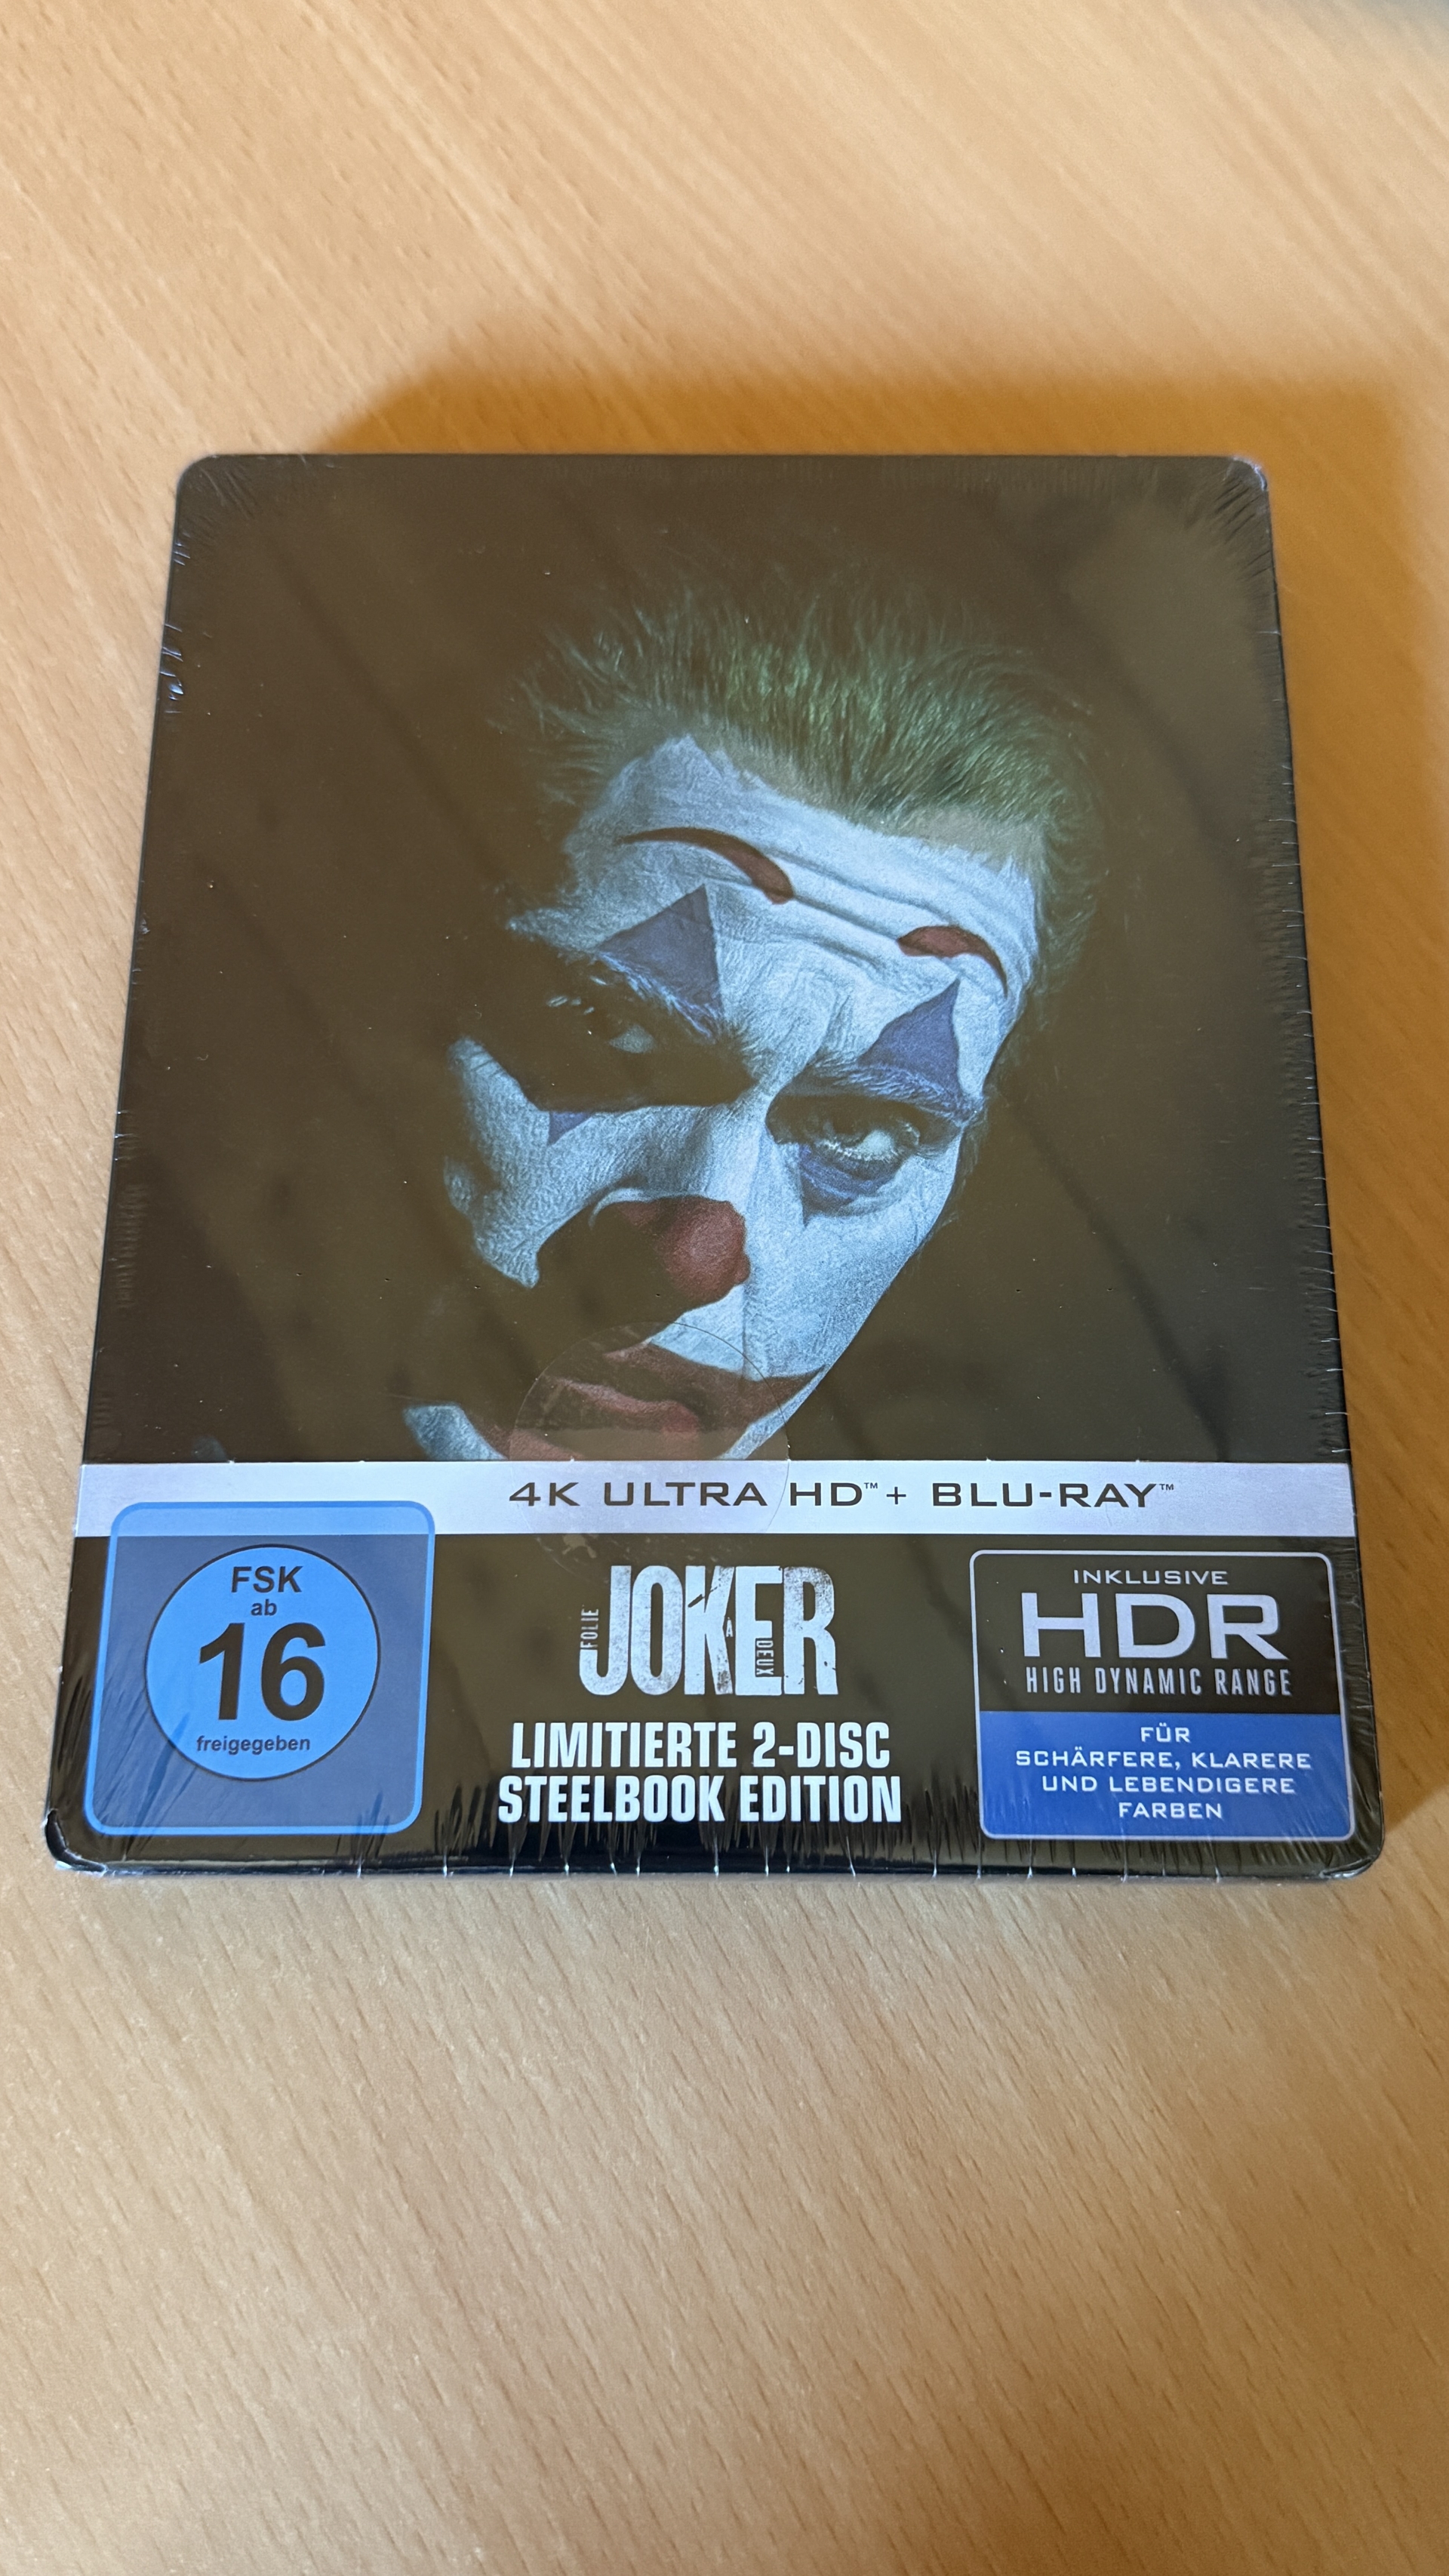 4K ULTRA HD™ + BLU-RAY™
FSK
ab
16
freigegeben
JOKER
FOLIE
À
DEUX
LIMITIERTE 2-DISC
STEELBOOK EDITION
INKLUSIVE
HDR
HIGH DYNAMIC RANGE
FÜR
SCHÄRFERE, KLARERE
UND LEBENDIGERE
FARBEN